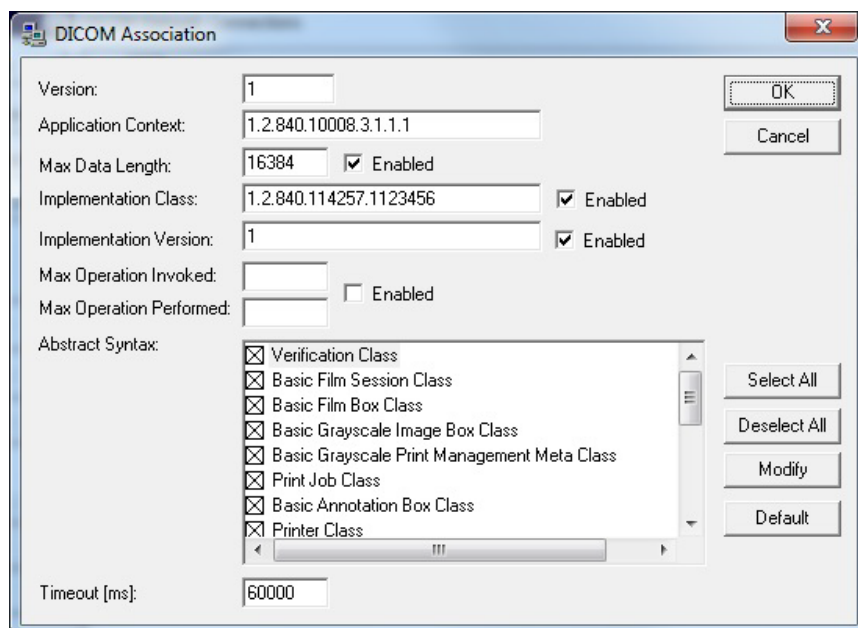 DICOM Association
Version: 1
OK
Application Context: 1.2.840.10008.3.1.1.1
Cancel
Max Data Length: 16384 Enabled
Implementation Class: 1.2.840.114257.1123456 Enabled
Implementation Version: 1 Enabled
Max Operation Invoked:
Enabled
Max Operation Performed:
Abstract Syntax:
Verification Class
Basic Film Session Class
Basic Film Box Class
Basic Grayscale Image Box Class
Basic Grayscale Print Management Meta Class
Print Job Class
Basic Annotation Box Class
Printer Class
Select All
Deselect All
Modify
Default
Timeout [ms]: 60000